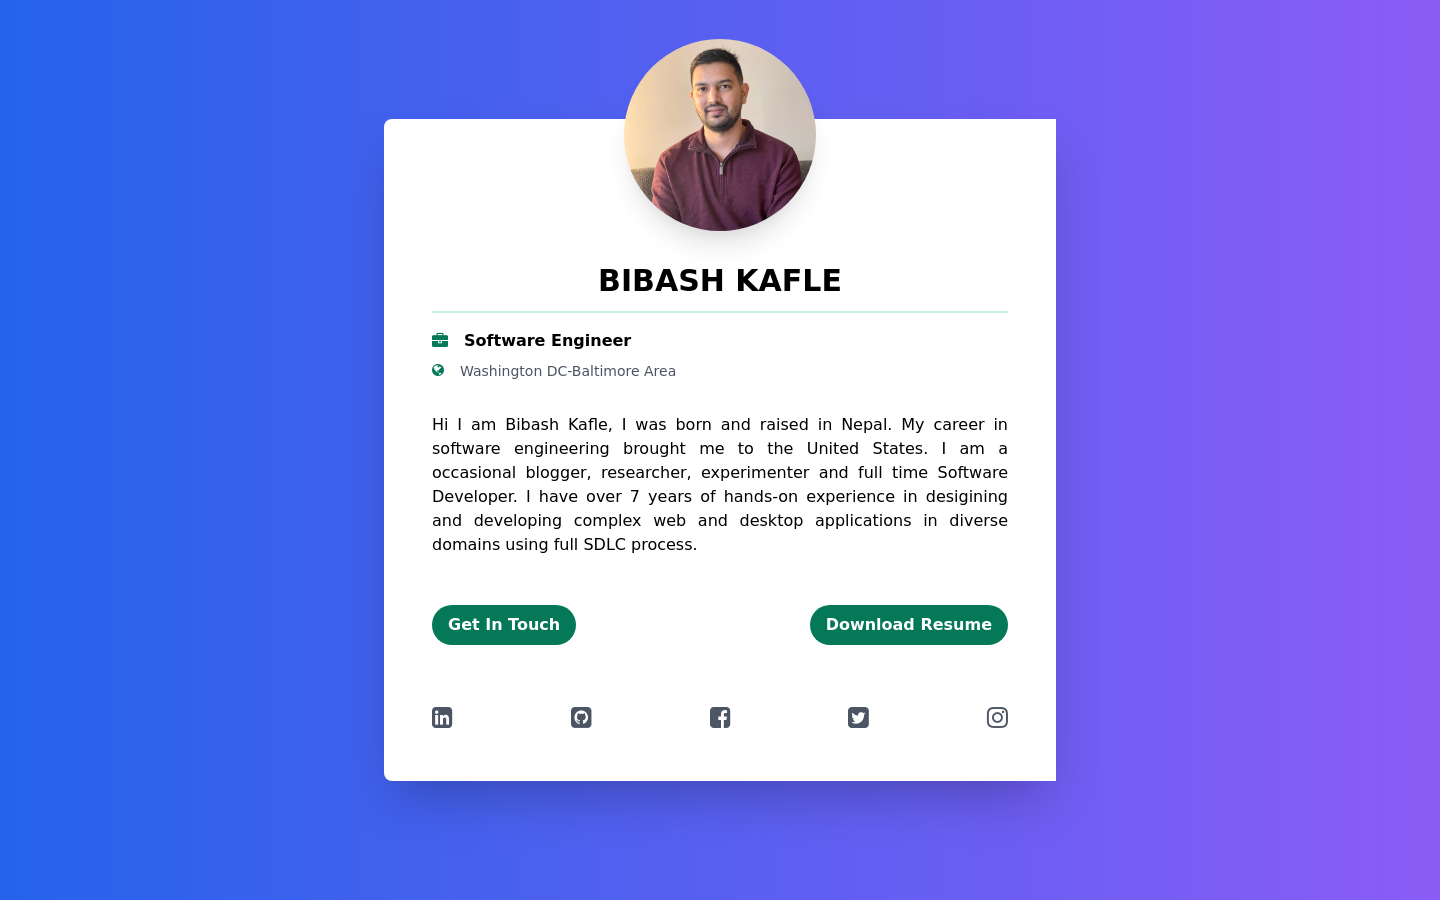 BIBASH KAFLE
Software Engineer
Washington DC-Baltimore Area
Hi I am Bibash Kafle, I was born and raised in Nepal. My career in
software engineering brought me to the United States. I am a
occasional blogger, researcher, experimenter and full time Software
Developer. I have over 7 years of hands-on experience in desigining
and developing complex web and desktop applications in diverse
domains using full SDLC process.
Get In Touch
Download Resume